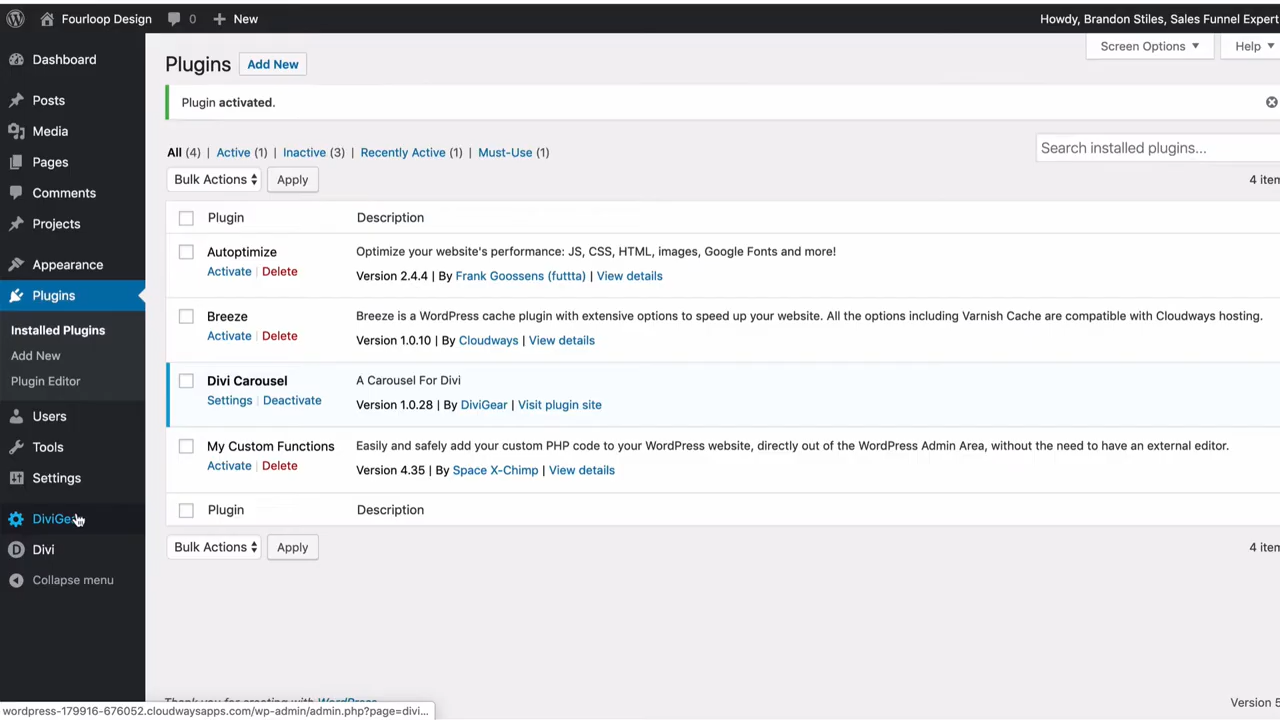 Fourloop Design 0 New Howdy, Brandon Stiles, Sales Funnel Expert
Dashboard
Posts
Media
Pages
Comments
Projects
Appearance
Plugins
Installed Plugins
Add New
Plugin Editor
Users
Tools
Settings
Divi
Collapse menu
Screen Options ▼ Help ▼
Plugins Add New
Plugin activated.
All (4) | Active (1) | Inactive (3) | Recently Active (1) | Must-Use (1)
Search installed plugins...
Bulk Actions Apply
4 item
Plugin Description
Autoptimize Optimize your website's performance: JS, CSS, HTML, images, Google Fonts and more!
Activate | Delete Version 2.4.4 | By Frank Goossens (futtta) | View details
Breeze Breeze is a WordPress cache plugin with extensive options to speed up your website. All the options including Varnish Cache are compatible with Cloudways hosting.
Activate | Delete Version 1.0.10 | By Cloudways | View details
Divi Carousel A Carousel For Divi
Settings | Deactivate Version 1.0.28 | By DiviGear | Visit plugin site
My Custom Functions Easily and safely add your custom PHP code to your WordPress website, directly out of the WordPress Admin Area, without the need to have an external editor.
Activate | Delete Version 4.35 | By Space X-Chimp | View details
Plugin Description
Bulk Actions Apply 4 item
Thank you for creating with WordPress
Version 5
wordpress-179916-676052.cloudwaysapps.com/wp-admin/admin.php?page=divi...